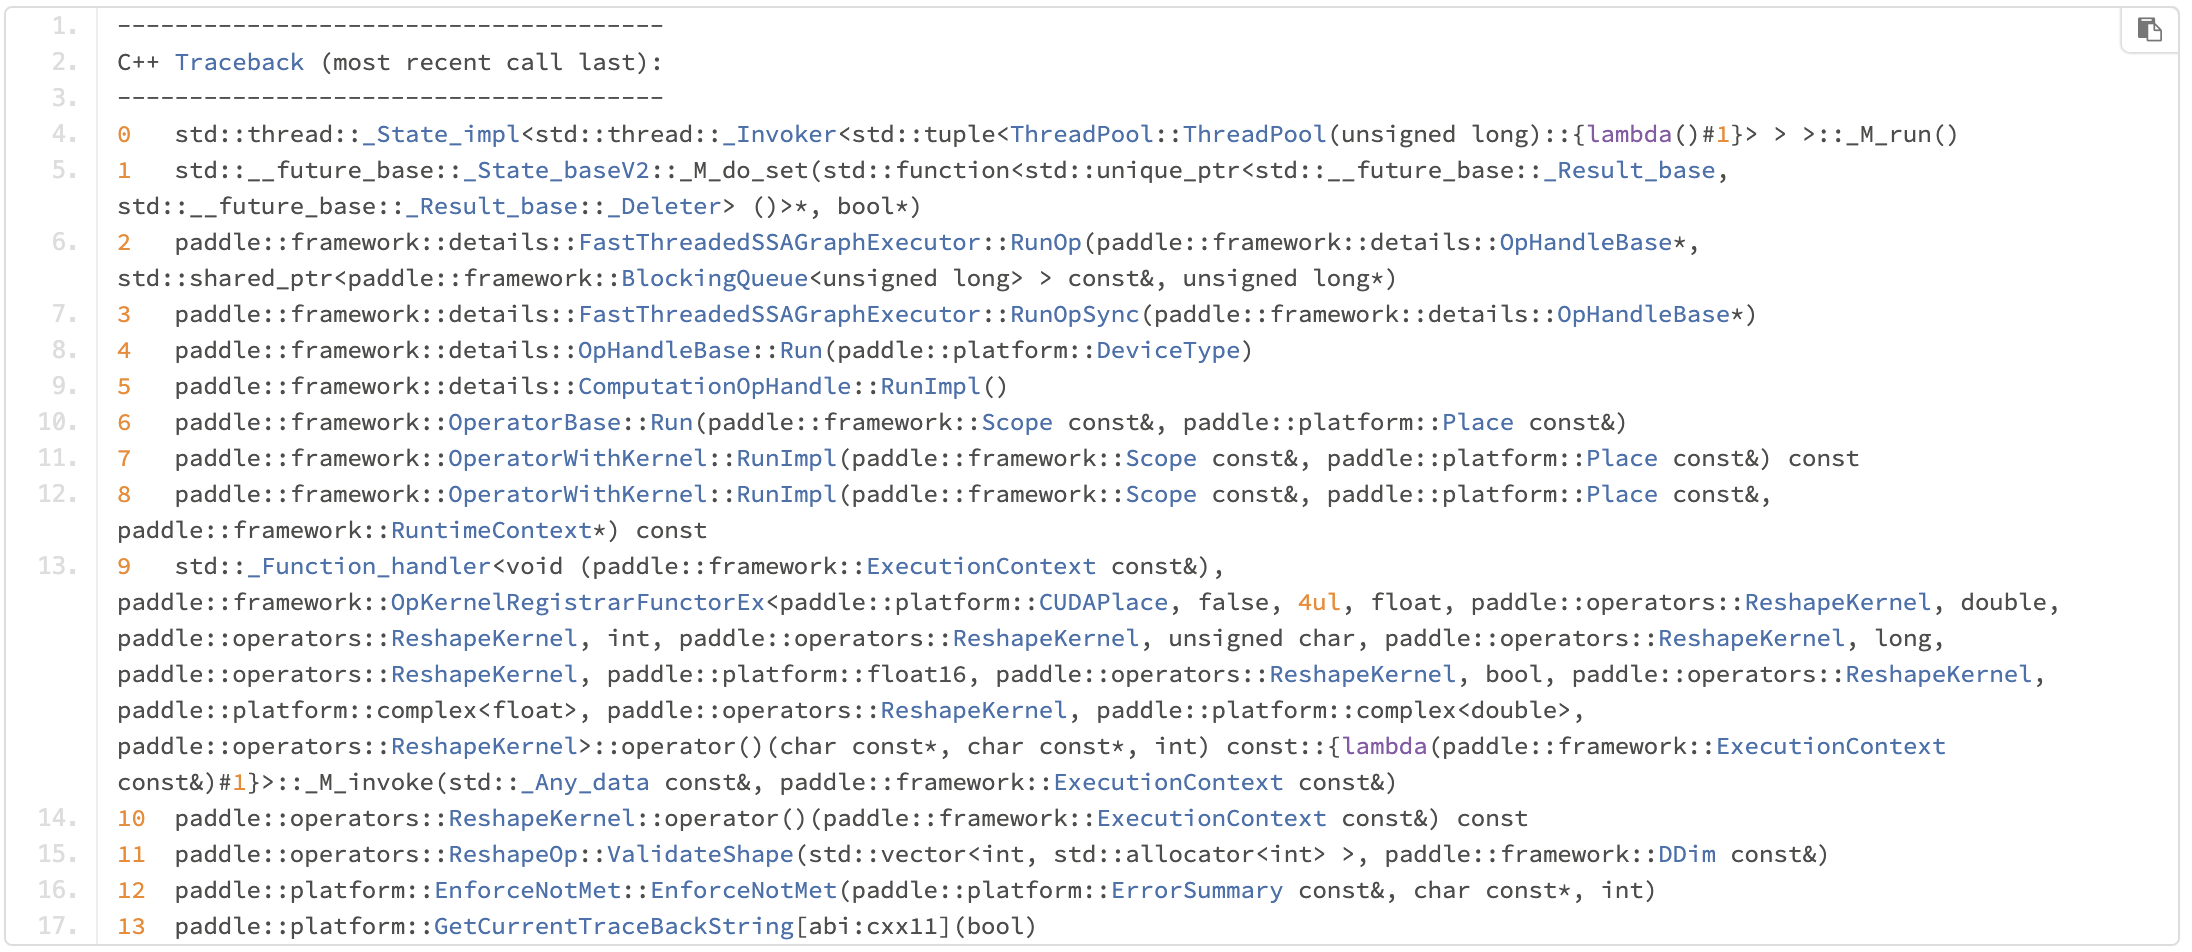 1. --------------------------------------
2. C++ Traceback (most recent call last):
3. --------------------------------------
4. 0   std::thread::_State_impl<std::thread::_Invoker<std::tuple<ThreadPool::ThreadPool(unsigned long)::{lambda()#1}> > >::_M_run()
5. 1   std::__future_base::_State_baseV2::_M_do_set(std::function<std::unique_ptr<std::__future_base::_Result_base,
std::__future_base::_Result_base::_Deleter> ()>*, bool*)
6. 2   paddle::framework::details::FastThreadedSSAGraphExecutor::RunOp(paddle::framework::details::OpHandleBase*,
std::shared_ptr<paddle::framework::BlockingQueue<unsigned long> > const&, unsigned long*)
7. 3   paddle::framework::details::FastThreadedSSAGraphExecutor::RunOpSync(paddle::framework::details::OpHandleBase*)
8. 4   paddle::framework::details::OpHandleBase::Run(paddle::platform::DeviceType)
9. 5   paddle::framework::details::ComputationOpHandle::RunImpl()
10. 6   paddle::framework::OperatorBase::Run(paddle::framework::Scope const&, paddle::platform::Place const&)
11. 7   paddle::framework::OperatorWithKernel::RunImpl(paddle::framework::Scope const&, paddle::platform::Place const&) const
12. 8   paddle::framework::OperatorWithKernel::RunImpl(paddle::framework::Scope const&, paddle::platform::Place const&,
paddle::framework::RuntimeContext*) const
13. 9   std::_Function_handler<void (paddle::framework::ExecutionContext const&),
paddle::framework::OpKernelRegistrarFunctorEx<paddle::platform::CUDAPlace, false, 4ul, float, paddle::operators::ReshapeKernel, double,
paddle::operators::ReshapeKernel, int, paddle::operators::ReshapeKernel, unsigned char, paddle::operators::ReshapeKernel, long,
paddle::operators::ReshapeKernel, paddle::platform::float16, paddle::operators::ReshapeKernel, bool, paddle::operators::ReshapeKernel,
paddle::platform::complex<float>, paddle::operators::ReshapeKernel, paddle::platform::complex<double>,
paddle::operators::ReshapeKernel>::operator()(char const*, char const*, int) const::{lambda(paddle::framework::ExecutionContext
const&)#1}>::_M_invoke(std::_Any_data const&, paddle::framework::ExecutionContext const&)
14. 10  paddle::operators::ReshapeKernel::operator()(paddle::framework::ExecutionContext const&) const
15. 11  paddle::operators::ReshapeOp::ValidateShape(std::vector<int, std::allocator<int> >, paddle::framework::DDim const&)
16. 12  paddle::platform::EnforceNotMet::EnforceNotMet(paddle::platform::ErrorSummary const&, char const*, int)
17. 13  paddle::platform::GetCurrentTraceBackString[abi:cxx11](bool)